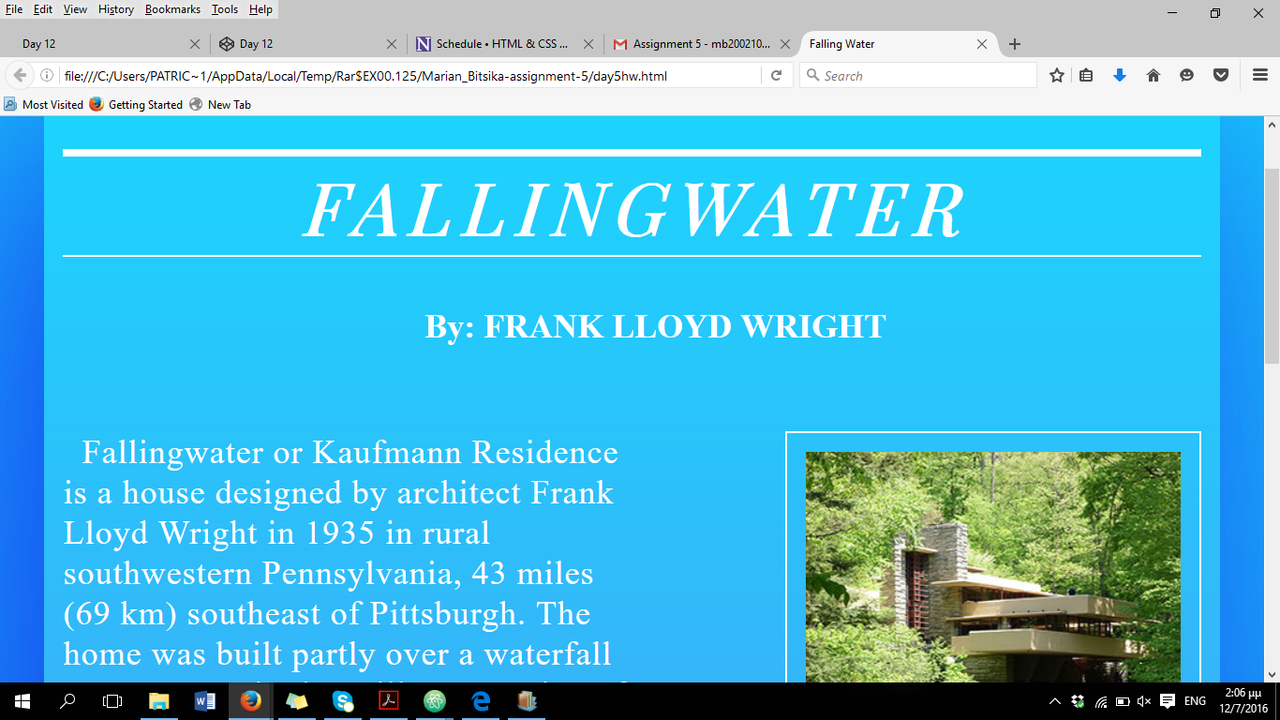 File Edit View History Bookmarks Tools Help
Day 12
Day 12
Schedule • HTML & CSS ...
Assignment 5 - mb200210...
Falling Water
file:///C:/Users/PATRIC~1/AppData/Local/Temp/Rar$EX00.125/Marian_Bitsika-assignment-5/day5hw.html
Search
Most Visited Getting Started New Tab
FALLINGWATER
By: FRANK LLOYD WRIGHT
Fallingwater or Kaufmann Residence
is a house designed by architect Frank
Lloyd Wright in 1935 in rural
southwestern Pennsylvania, 43 miles
(69 km) southeast of Pittsburgh. The
home was built partly over a waterfall
ENG
2:06 μμ
12/7/2016